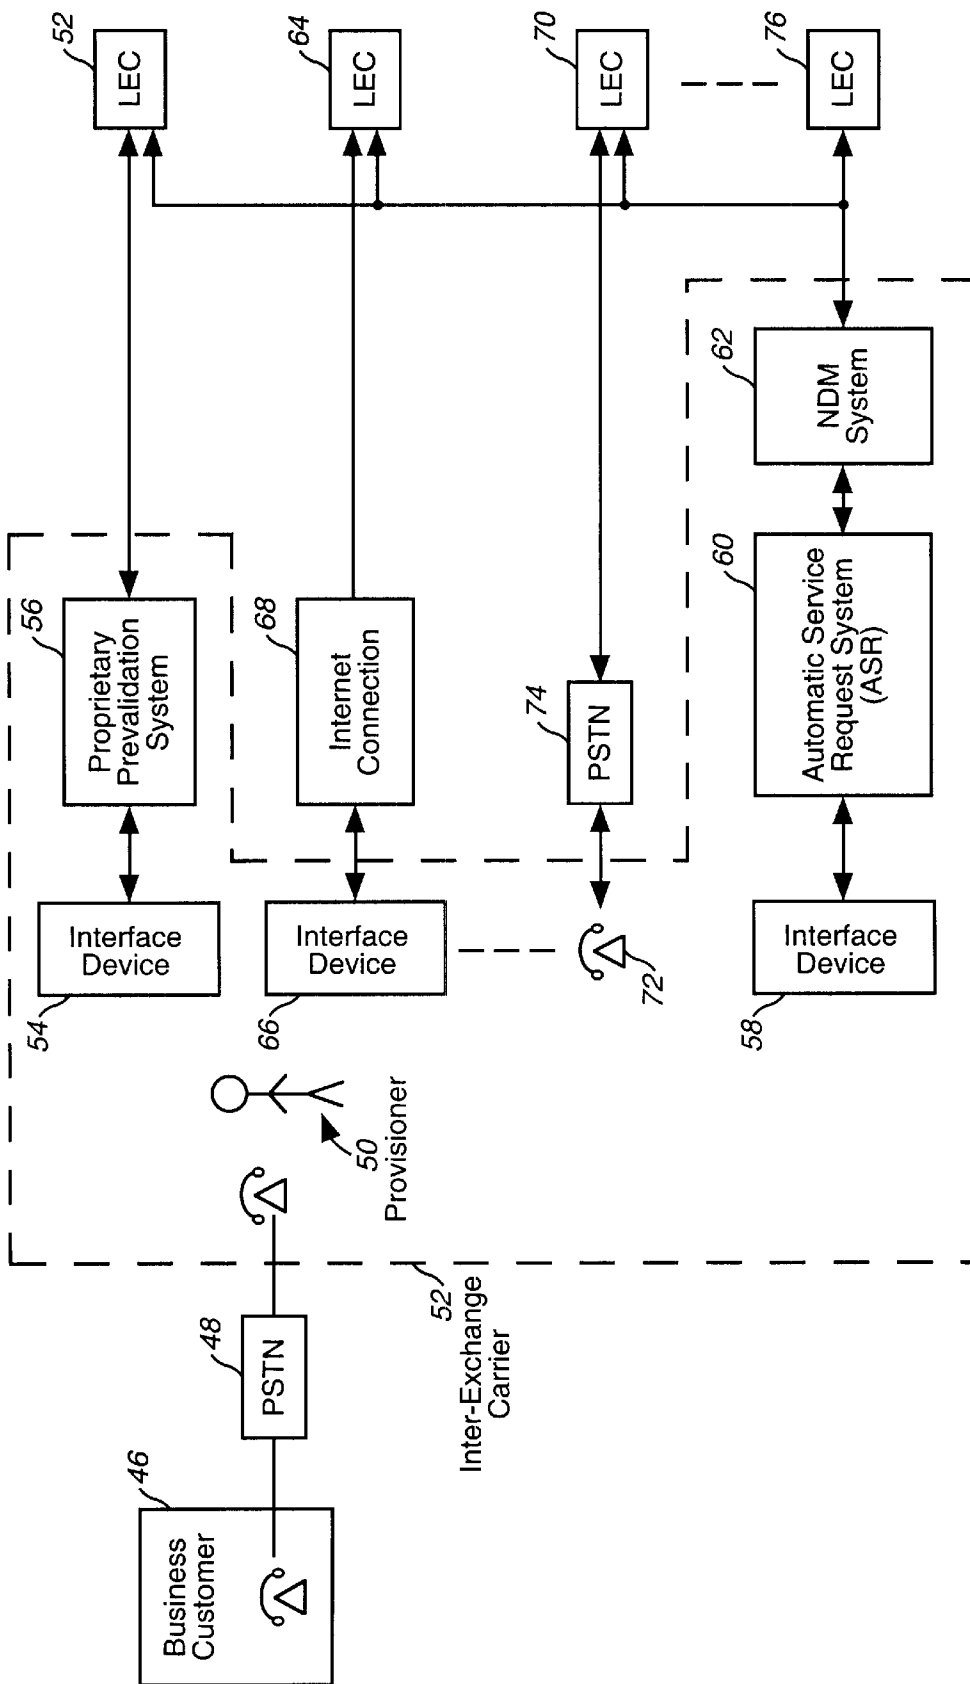 46
Business
Customer
48
PSTN
52
Inter-Exchange
Carrier
50
Provisioner
54
Interface
Device
56
Proprietary
Prevalidation
System
52
LEC
66
Interface
Device
68
Internet
Connection
64
LEC
72
74
PSTN
70
LEC
58
Interface
Device
60
Automatic Service
Request System
(ASR)
62
NDM
System
76
LEC